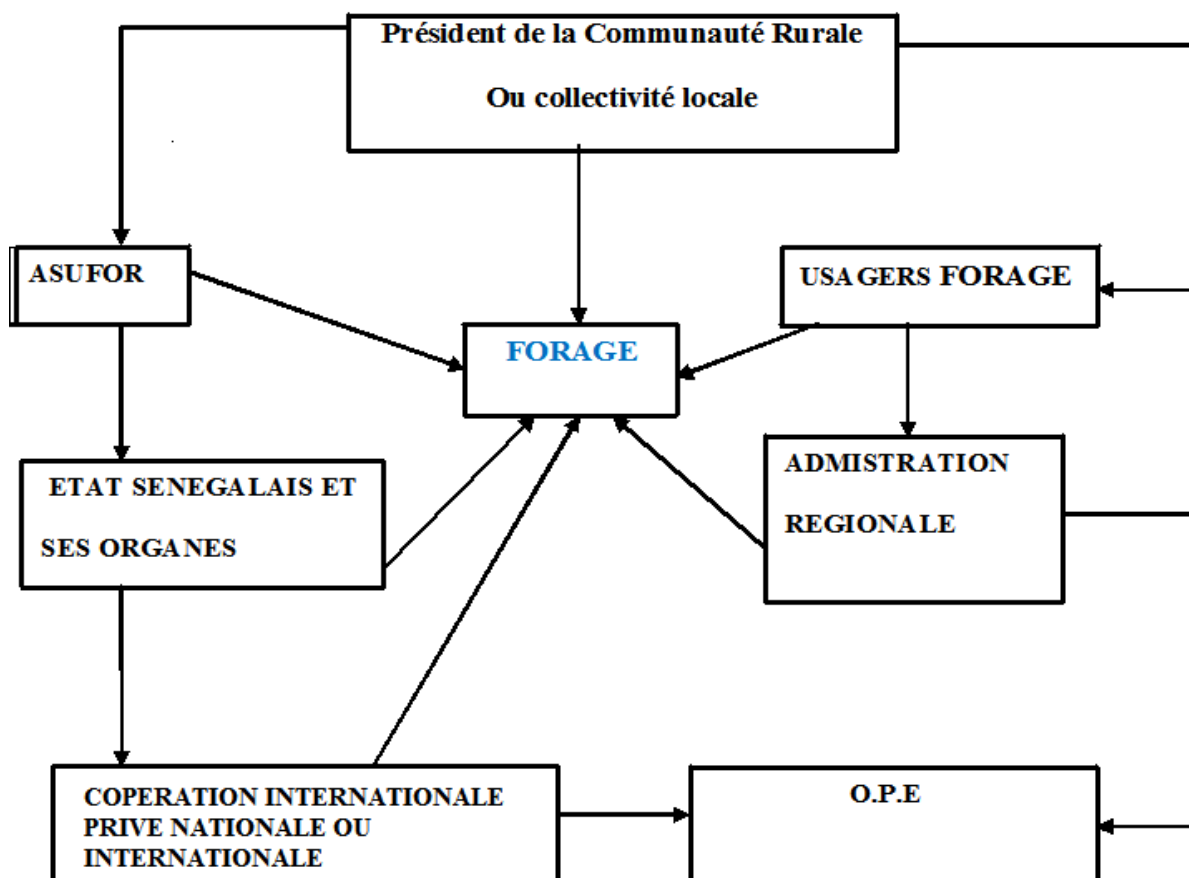 Président de la Communauté Rurale
Ou collectivité locale
ASUFOR
USAGERS FORAGE
FORAGE
ETAT SENEGALAIS ET
SES ORGANES
ADMISTRATION
REGIONALE
COPERATION INTERNATIONALE
PRIVE NATIONALE OU
INTERNATIONALE
O.P.E